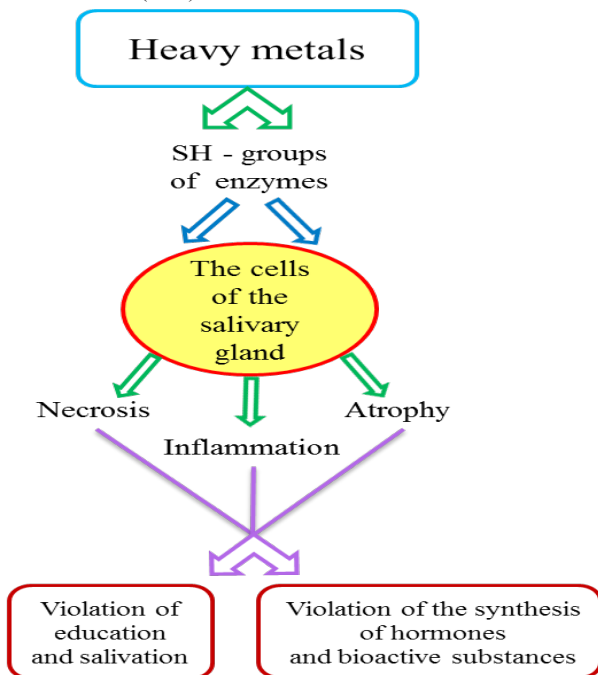 Heavy metals
SH - groups
of enzymes
The cells
of the
salivary
gland
Necrosis
Atrophy
Inflammation
Violation of
education
and salivation
Violation of the synthesis
of hormones
and bioactive substances